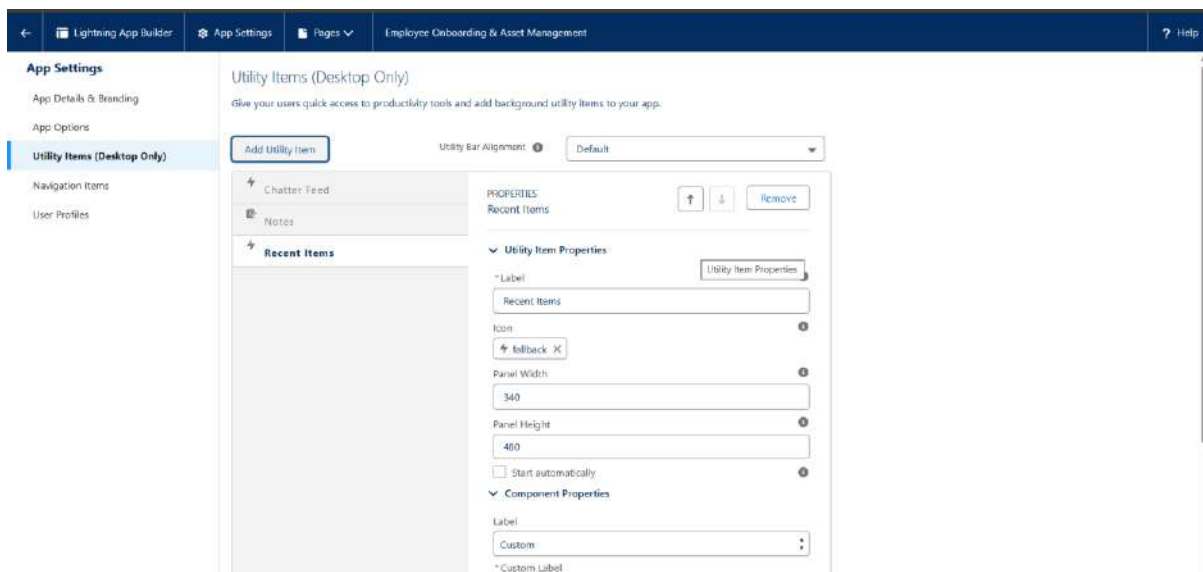 Lightning App Builder
App Settings
Pages
Employee Onboarding & Asset Management
? Help
App Settings
App Details & Branding
App Options
Utility Items (Desktop Only)
Navigation Items
User Profiles
Utility Items (Desktop Only)
Give your users quick access to productivity tools and add background utility items to your app.
Add Utility Item
Utility Bar Alignment
Default
Chatter Feed
Notes
Recent Items
PROPERTIES
Recent Items
Remove
Utility Item Properties
Utility Item Properties
*Label
Recent Items
Icon
fallback
Panel Width
340
Panel Height
480
Start automatically
Component Properties
Label
Custom
*Custom Label